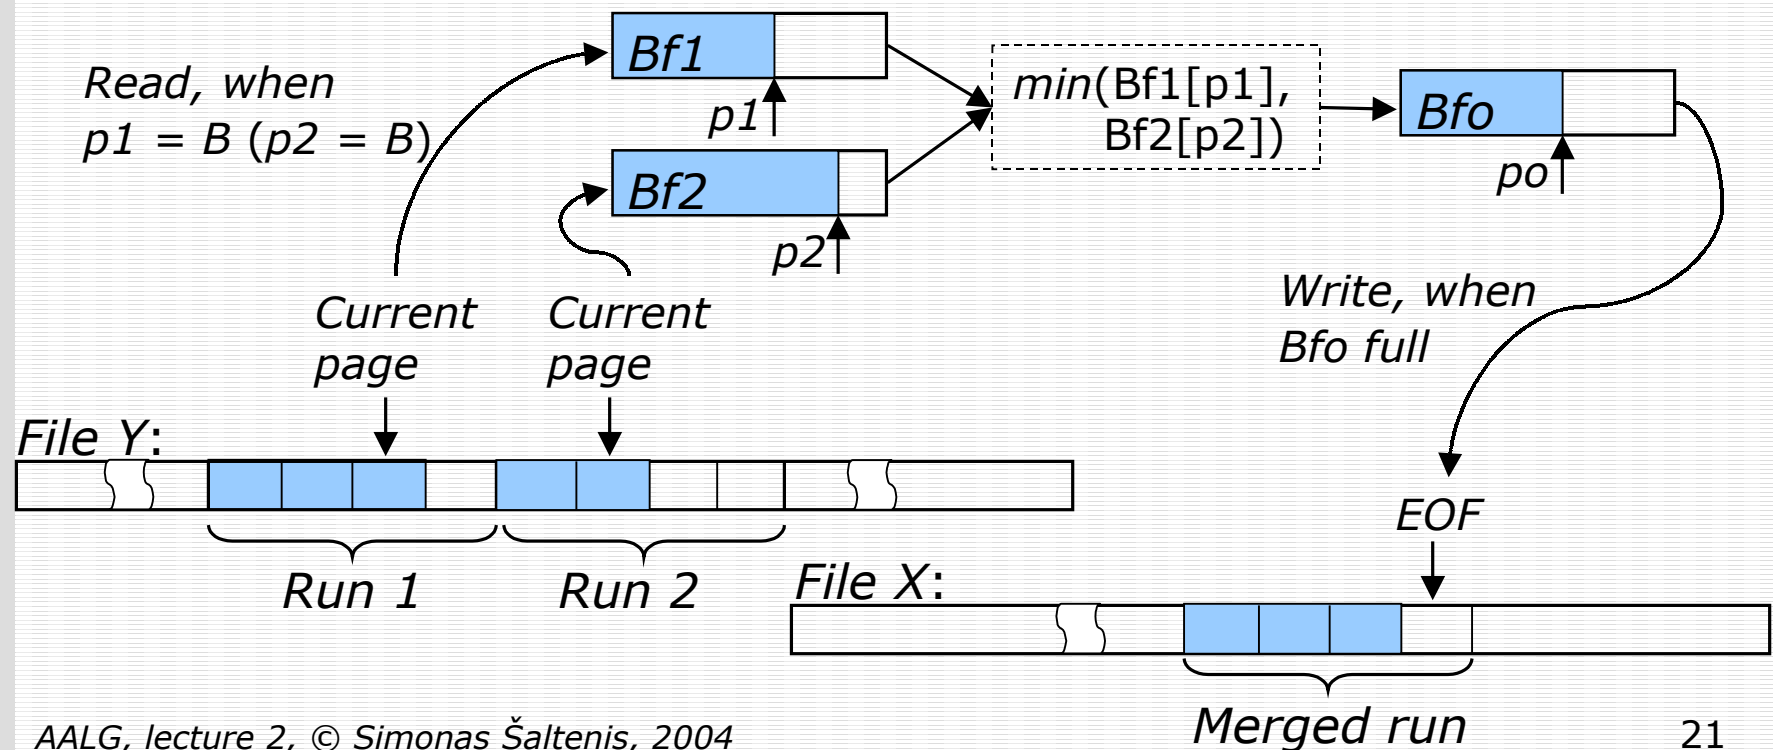 Read, when
p1 = B (p2 = B)
Bf1
p1
Bf2
p2
min(Bf1[p1],
Bf2[p2])
Bfo
po
Current
page
Current
page
Write, when
Bfo full
File Y:
Run 1
Run 2
EOF
File X:
Merged run
AALG, lecture 2, © Simonas Šaltenis, 2004
21